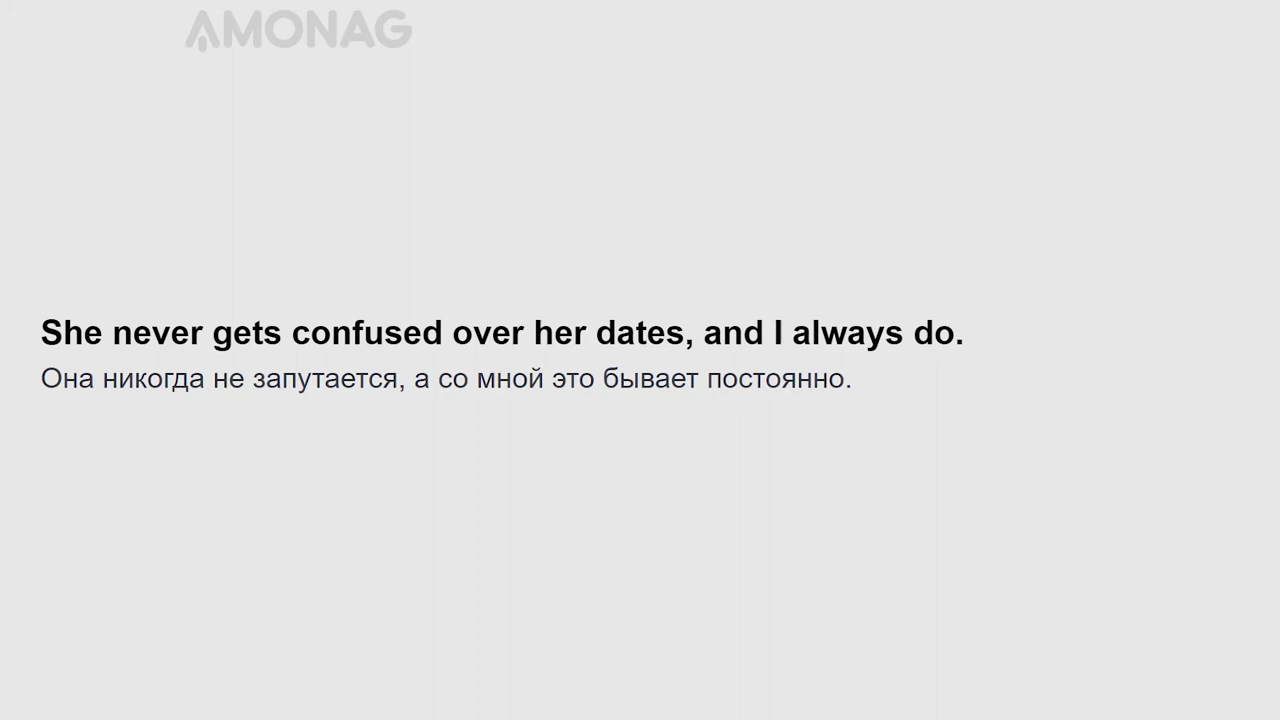 AMONAG
She never gets confused over her dates, and I always do.
Она никогда не запутается, а со мной это бывает постоянно.